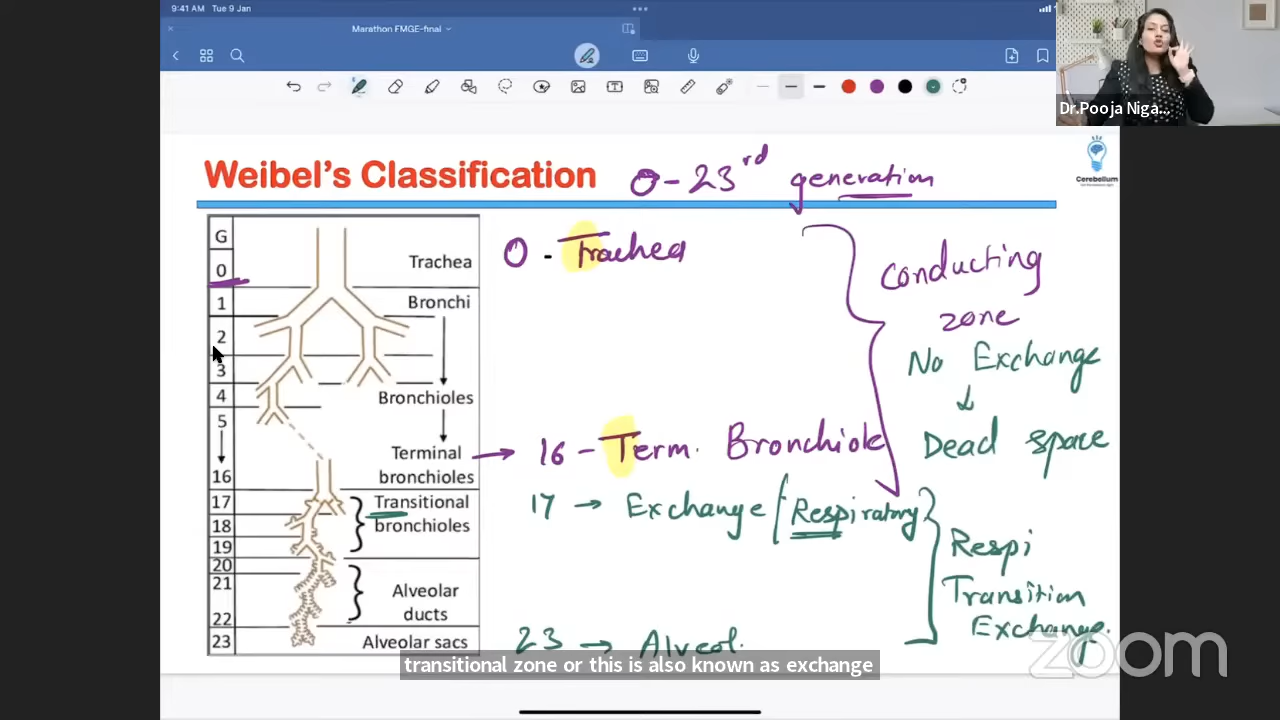 9:41 AM Tue 9 Jan
Marathon FMGE-final
Dr.Pooja Niga...
Cerebellum
Weibel's Classification 0-23rd generation
G
0 Trachea
1 Bronchi
2
3
4 Bronchioles
5
16 Terminal bronchioles
17 Transitional
18 bronchioles
19
20
21 Alveolar
22 ducts
23 Alveolar sacs
0 - Trachea
16 - Term. Bronchiole
17 → Exchange / Respiratory
23 → Alveol.
Conducting
zone
No Exchange
↓
Dead space
Respi
Transition
Exchange.
transitional zone or this is also known as exchange
zoom